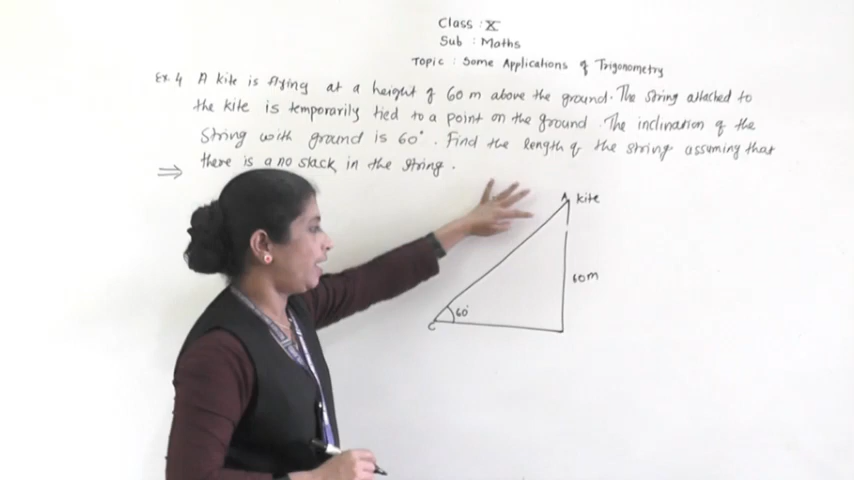 Class : X
Sub : Maths
Topic : Some Applications of Trigonometry
Ex. 4 A kite is flying at a height of 60 m above the ground. The string attached to
the kite is temporarily tied to a point on the ground. The inclination of the
string with ground is 60°. Find the length of the string assuming that
there is a no slack in the string.
⇒
A kite
60m
60°
C